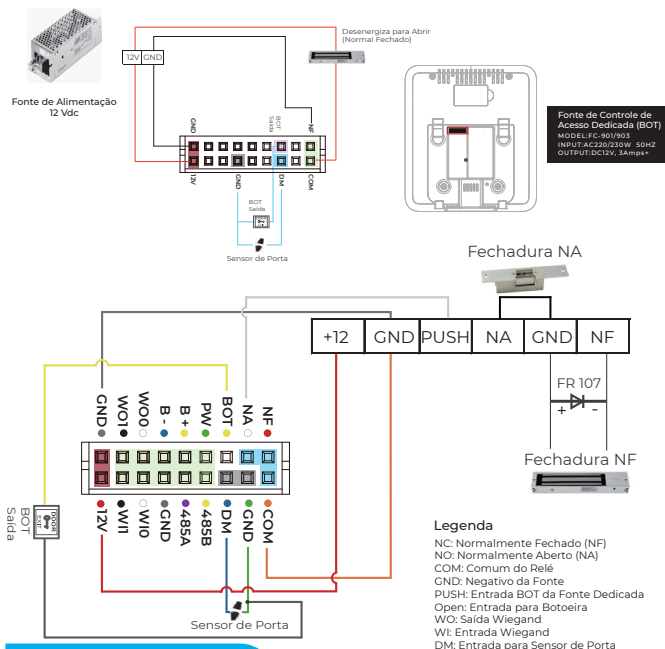 Desenergiza para Abrir
(Normal Fechado)
12V GND
Fonte de Alimentação
12 Vdc
GND
BOT
Saída
NF
12V
GND
DM
COM
BOT
Saída
Sensor de Porta
Fonte de Controle de
Acesso Dedicada (BOT)
MODEL:FC-901/903
INPUT:AC220/230W 50HZ
OUTPUT:DC12V, 3Amps+
Fechadura NA
+12 GND PUSH NA GND NF
FR 107
+ -
Fechadura NF
GND WO1 WO0 B - B + PW BOT NA NF
12V WI1 WI0 GND 485A 485B DM GND COM
DOOR
EXIT
BOT
Saída
Sensor de Porta
Legenda
NC: Normalmente Fechado (NF)
NO: Normalmente Aberto (NA)
COM: Comum do Relé
GND: Negativo da Fonte
PUSH: Entrada BOT da Fonte Dedicada
Open: Entrada para Botoeira
WO: Saída Wiegand
WI: Entrada Wiegand
DM: Entrada para Sensor de Porta